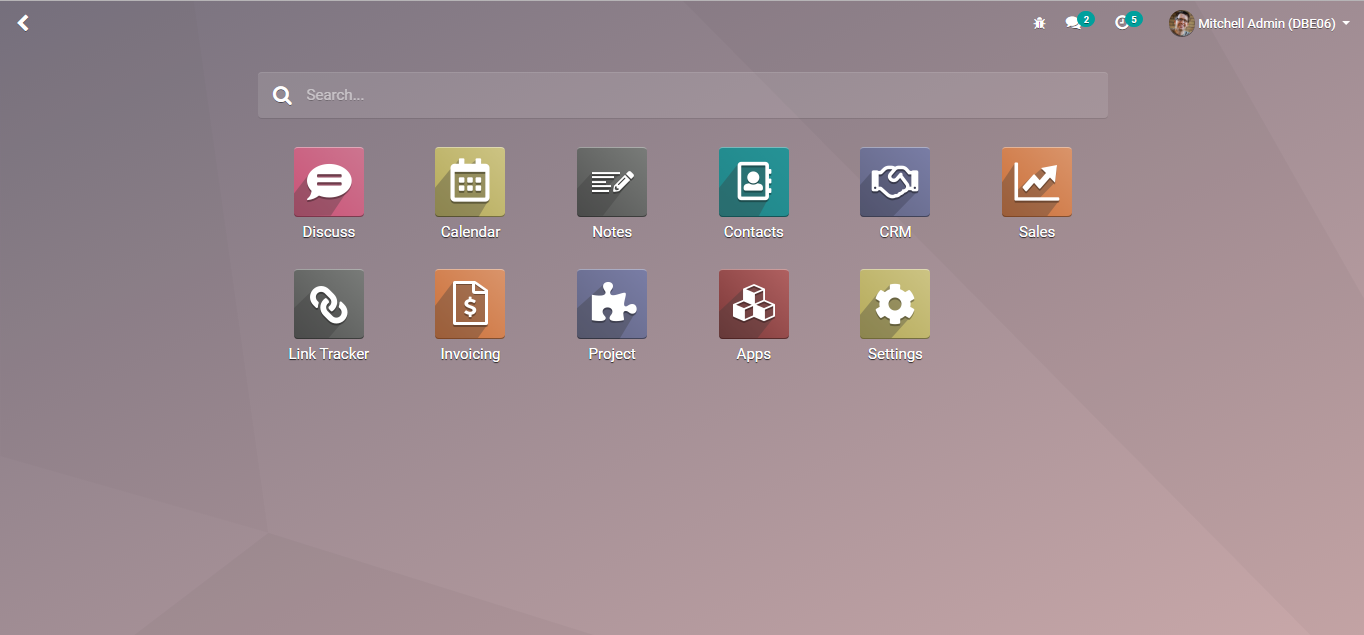 2 5 Mitchell Admin (DBE06)
Search...
Discuss Calendar Notes Contacts CRM Sales
Link Tracker Invoicing Project Apps Settings